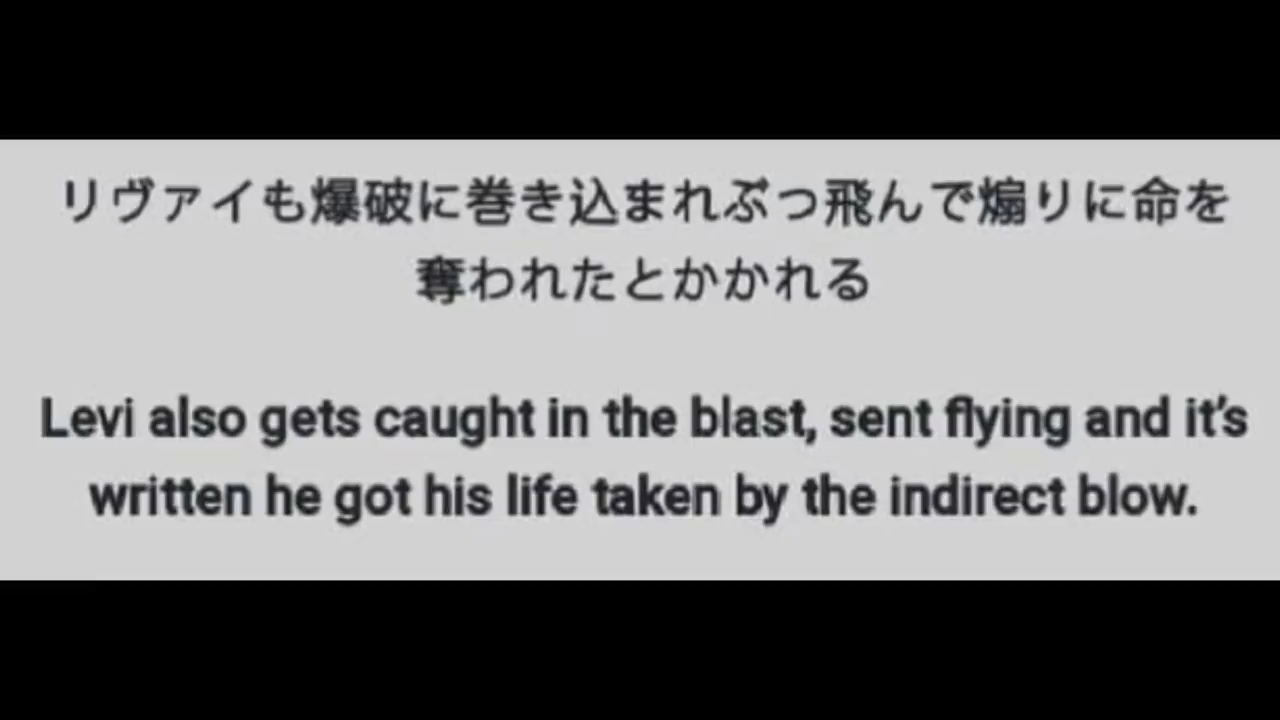 リヴァイも爆破に巻き込まれぶっ飛んで煽りに命を
奪われたとかかれる
Levi also gets caught in the blast, sent flying and it’s
written he got his life taken by the indirect blow.